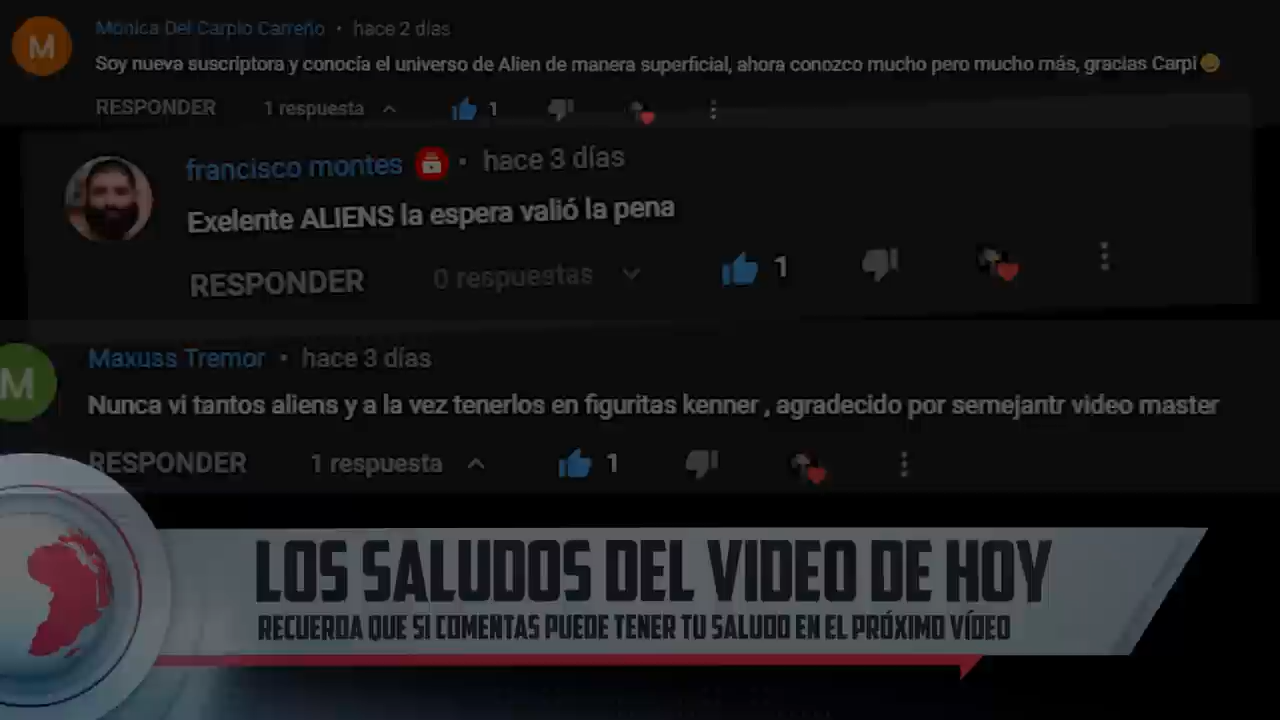 M
Mónica Del Carpio Carreño • hace 2 días
Soy nueva suscriptora y conocía el universo de Alien de manera superficial, ahora conozco mucho pero mucho más, gracias Carpi
RESPONDER 1 respuesta 1
francisco montes • hace 3 días
Exelente ALIENS la espera valió la pena
RESPONDER 0 respuestas 1
M
Maxuss Tremor • hace 3 días
Nunca vi tantos aliens y a la vez tenerlos en figuritas kenner , agradecido por semejantr video master
RESPONDER 1 respuesta 1
LOS SALUDOS DEL VIDEO DE HOY
RECUERDA QUE SI COMENTAS PUEDE TENER TU SALUDO EN EL PRÓXIMO VÍDEO